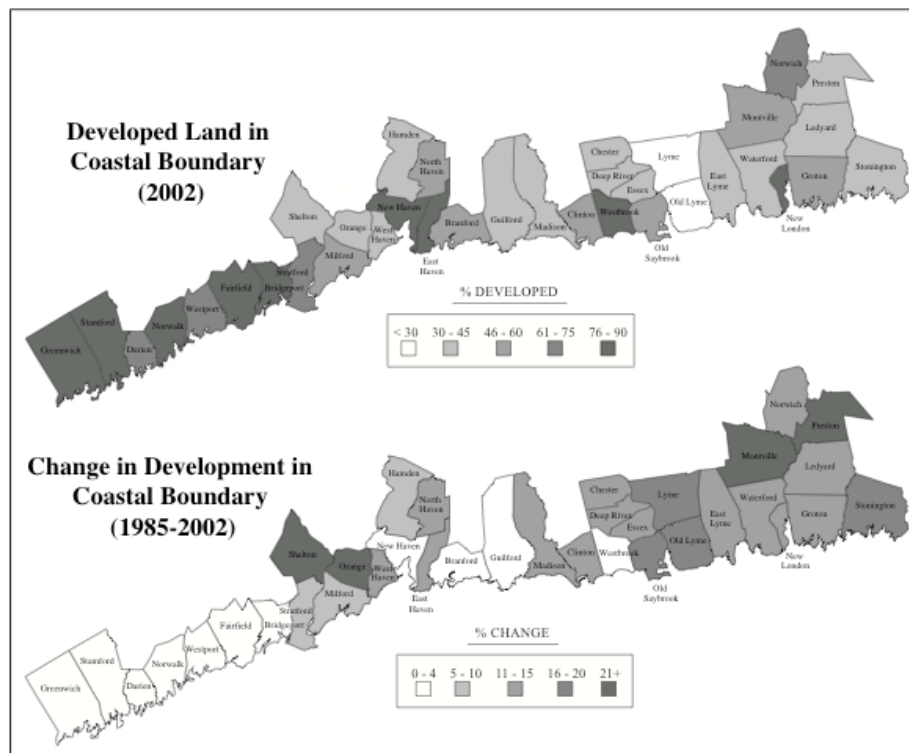 Developed Land in
Coastal Boundary
(2002)
Norwich
Preston
Montville
Ledyard
Hamden
North
Haven
Chester
Lyme
Deep River
Essex
East
Lyme
Waterford
Groton
Stonington
New Haven
Shelton
Orange
West
Haven
Branford
Guilford
Madison
Clinton
Westbrook
Old Lyme
New
London
Old
Saybrook
East
Haven
Milford
Stratford
Bridgeport
Fairfield
Westport
Norwalk
Stamford
Darien
Greenwich
% DEVELOPED
< 30 30 - 45 46 - 60 61 - 75 76 - 90
Change in Development in
Coastal Boundary
(1985-2002)
Norwich
Preston
Montville
Ledyard
Hamden
North
Haven
Chester
Lyme
Deep River
Essex
East
Lyme
Waterford
Groton
Stonington
New Haven
Shelton
Orange
West
Haven
Branford
Guilford
Madison
Clinton
Westbrook
Old Lyme
New
London
Old
Saybrook
East
Haven
Milford
Stratford
Bridgeport
Fairfield
Westport
Norwalk
Stamford
Darien
Greenwich
% CHANGE
0 - 4 5 - 10 11 - 15 16 - 20 21+